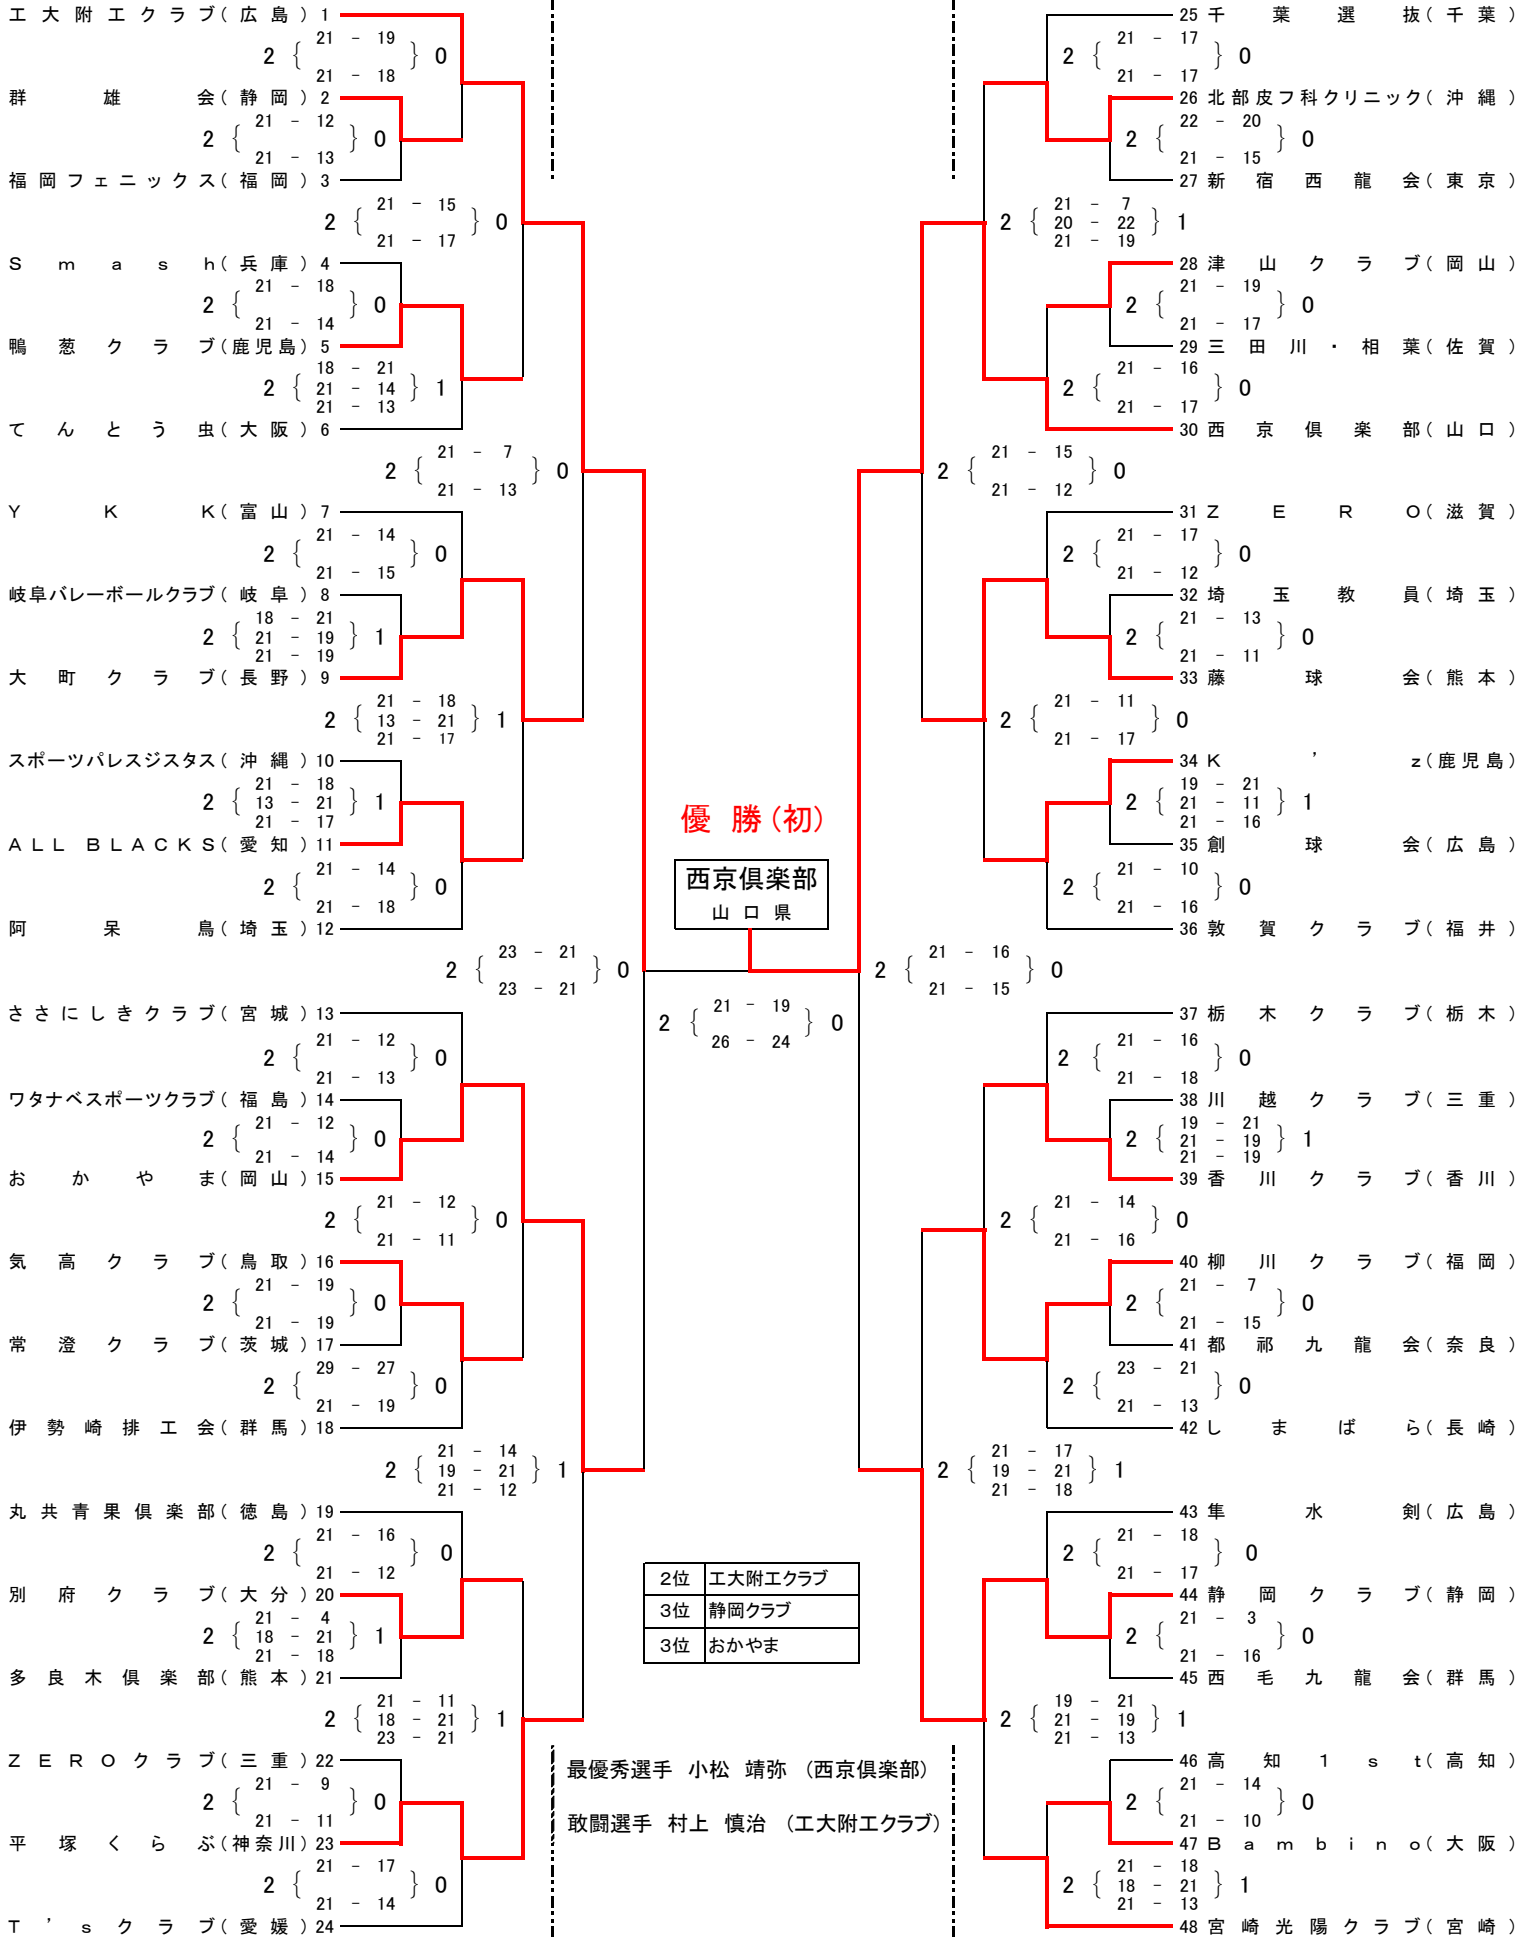 工大附工クラブ(広島) 1
2 { 21 - 19 } 0
21 - 18
群雄会(静岡) 2
2 { 21 - 12 } 0
21 - 13
福岡フェニックス(福岡) 3
2 { 21 - 15 } 0
21 - 17
Smash(兵庫) 4
2 { 21 - 18 } 0
21 - 14
鴨葱クラブ(鹿児島) 5
2 { 18 - 21 } 1
21 - 14
21 - 13
てんとう虫(大阪) 6
2 { 21 - 7 } 0
21 - 13
YKK(富山) 7
2 { 21 - 14 } 0
21 - 15
岐阜バレーボールクラブ(岐阜) 8
2 { 18 - 21 } 1
21 - 19
21 - 19
大町クラブ(長野) 9
2 { 21 - 18 } 1
13 - 21
21 - 17
スポーツパレスジスタス(沖縄) 10
2 { 21 - 18 } 1
13 - 21
21 - 17
ALL BLACKS(愛知) 11
2 { 21 - 14 } 0
21 - 18
阿呆鳥(埼玉) 12
2 { 23 - 21 } 0
23 - 21
ささにしきクラブ(宮城) 13
2 { 21 - 12 } 0
21 - 13
ワタナベスポーツクラブ(福島) 14
2 { 21 - 12 } 0
21 - 14
おかやま(岡山) 15
2 { 21 - 12 } 0
21 - 11
気高クラブ(鳥取) 16
2 { 21 - 19 } 0
21 - 19
常澄クラブ(茨城) 17
2 { 29 - 27 } 0
21 - 19
伊勢崎排工会(群馬) 18
2 { 21 - 14 } 1
19 - 21
21 - 12
丸共青果倶楽部(徳島) 19
2 { 21 - 16 } 0
21 - 12
別府クラブ(大分) 20
2 { 21 - 4 } 1
18 - 21
21 - 18
多良木倶楽部(熊本) 21
2 { 21 - 11 } 1
18 - 21
23 - 21
ZEROクラブ(三重) 22
2 { 21 - 9 } 0
21 - 11
平塚くらぶ(神奈川) 23
2 { 21 - 17 } 0
21 - 14
T'sクラブ(愛媛) 24
優勝(初)
西京倶楽部
山口県
2 { 21 - 19 } 0
26 - 24
2位 工大附工クラブ
3位 静岡クラブ
3位 おかやま
最優秀選手 小松 靖弥 (西京倶楽部)
敢闘選手 村上 慎治 (工大附工クラブ)
25 千葉選抜(千葉)
2 { 21 - 17 } 0
21 - 17
26 北部皮フ科クリニック(沖縄)
2 { 22 - 20 } 0
21 - 15
27 新宿西龍会(東京)
2 { 21 - 7 } 1
20 - 22
21 - 19
28 津山クラブ(岡山)
2 { 21 - 19 } 0
21 - 17
29 三田川・相葉(佐賀)
2 { 21 - 16 } 0
21 - 17
30 西京倶楽部(山口)
2 { 21 - 15 } 0
21 - 12
31 ZERO(滋賀)
2 { 21 - 17 } 0
21 - 12
32 埼玉教員(埼玉)
2 { 21 - 13 } 0
21 - 11
33 藤球会(熊本)
2 { 21 - 11 } 0
21 - 17
34 K'z(鹿児島)
2 { 19 - 21 } 1
21 - 11
21 - 16
35 創球会(広島)
2 { 21 - 10 } 0
21 - 16
36 敦賀クラブ(福井)
2 { 21 - 16 } 0
21 - 15
37 栃木クラブ(栃木)
2 { 21 - 16 } 0
21 - 18
38 川越クラブ(三重)
2 { 19 - 21 } 1
21 - 19
21 - 19
39 香川クラブ(香川)
2 { 21 - 14 } 0
21 - 16
40 柳川クラブ(福岡)
2 { 21 - 7 } 0
21 - 15
41 都祁九龍会(奈良)
2 { 23 - 21 } 0
21 - 13
42 しまばら(長崎)
2 { 21 - 17 } 1
19 - 21
21 - 18
43 隼水剣(広島)
2 { 21 - 18 } 0
21 - 17
44 静岡クラブ(静岡)
2 { 21 - 3 } 0
21 - 16
45 西毛九龍会(群馬)
2 { 19 - 21 } 1
21 - 19
21 - 13
46 高知1st(高知)
2 { 21 - 14 } 0
21 - 10
47 Bambino(大阪)
2 { 21 - 18 } 1
18 - 21
21 - 13
48 宮崎光陽クラブ(宮崎)